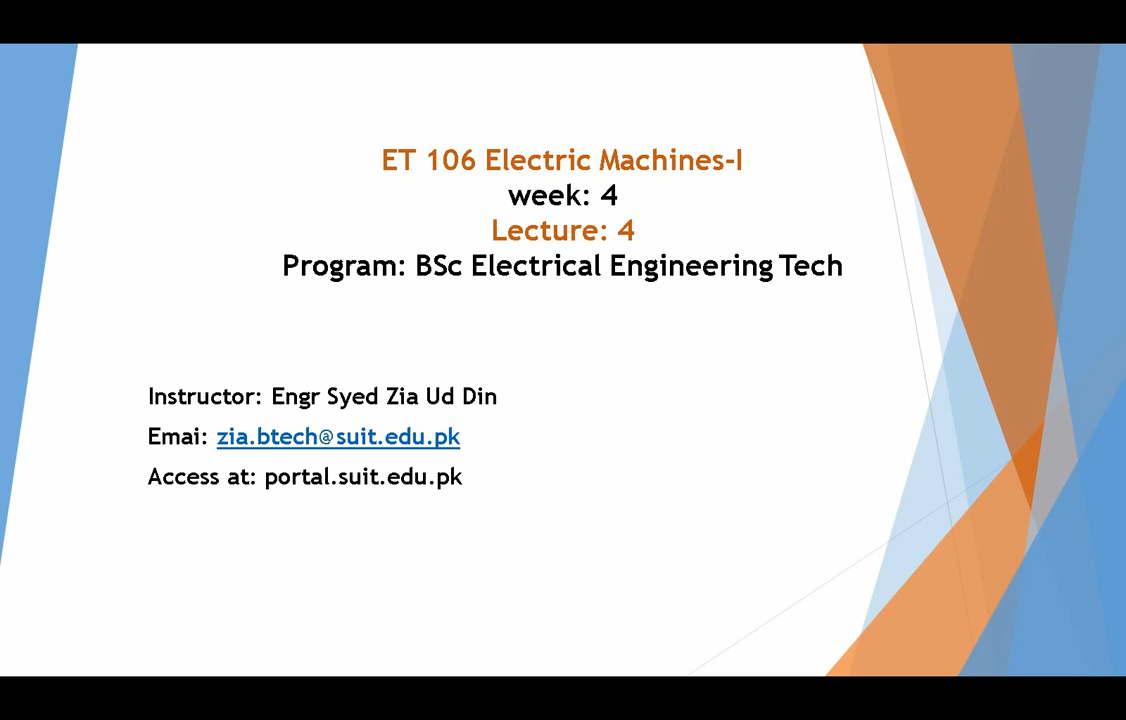 ET 106 Electric Machines-I
week: 4
Lecture: 4
Program: BSc Electrical Engineering Tech
Instructor: Engr Syed Zia Ud Din
Emai: zia.btech@suit.edu.pk
Access at: portal.suit.edu.pk